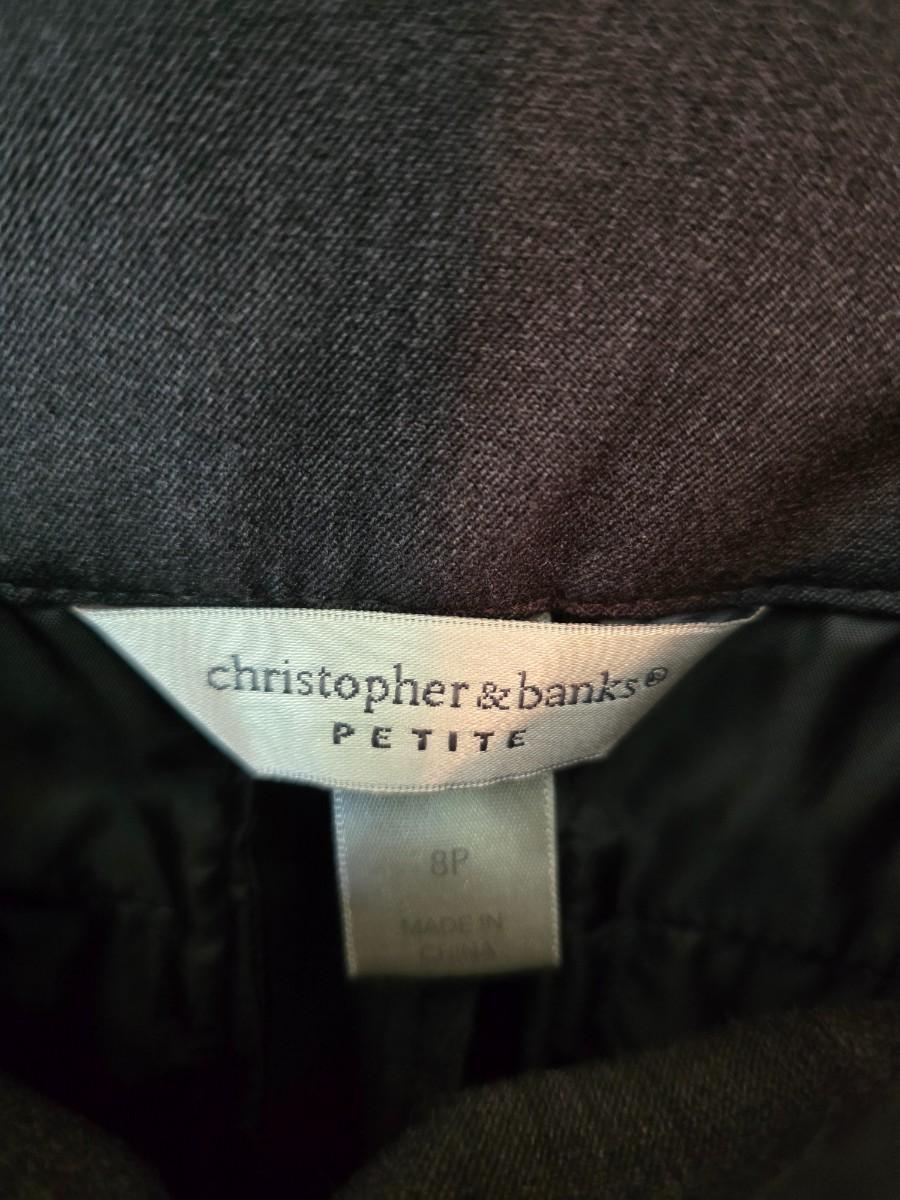 christopher & banks®
PETITE
8P
MADE IN
CHINA